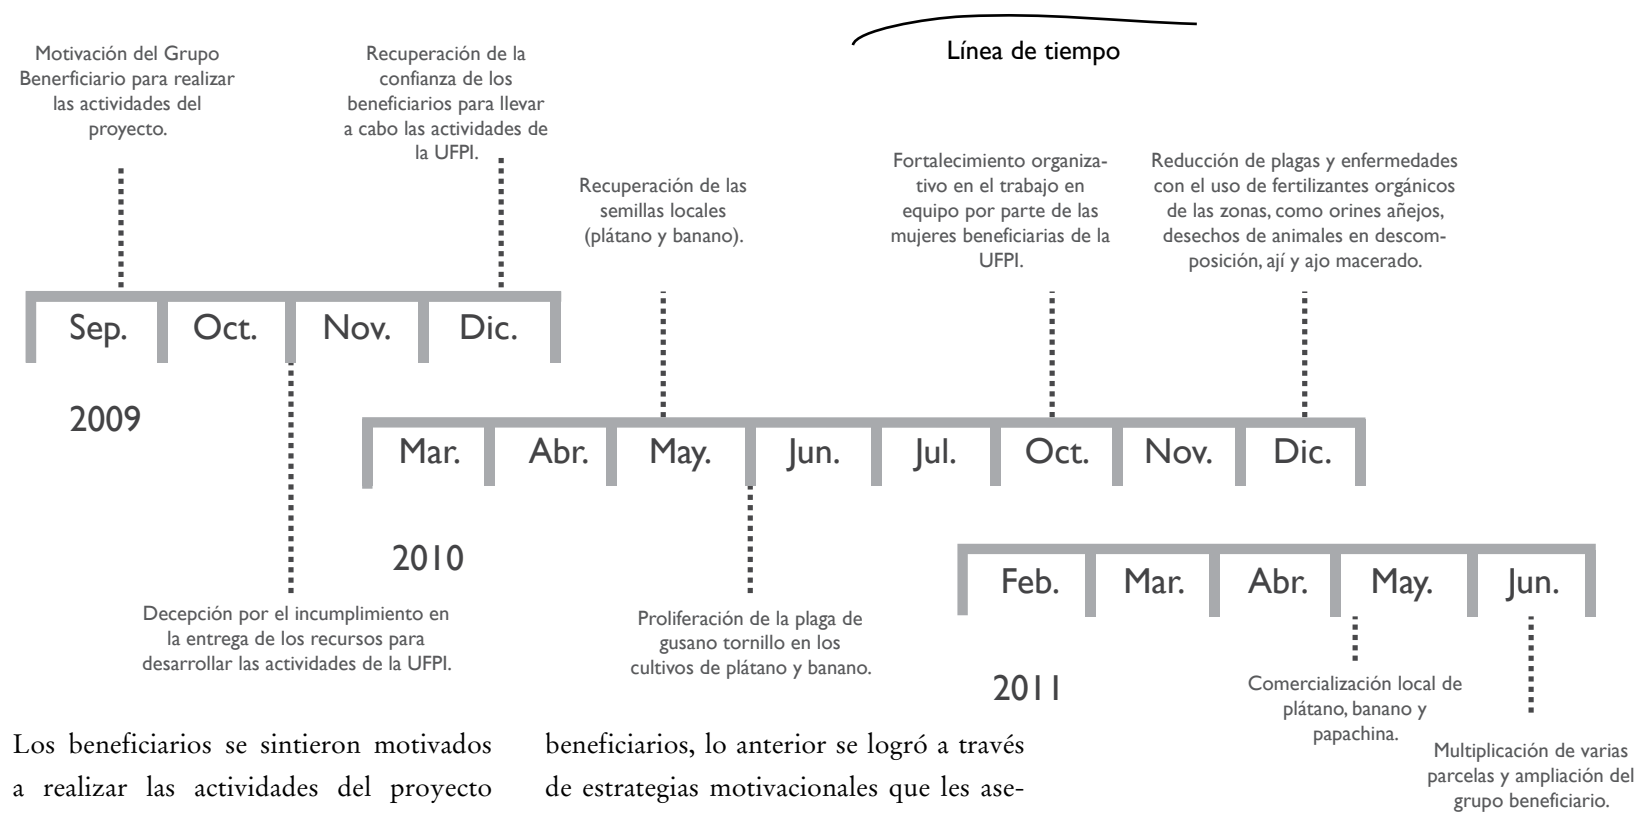 Línea de tiempo
Motivación del Grupo
Benerficiario para realizar
las actividades del
proyecto.
Recuperación de la
confianza de los
beneficiarios para llevar
a cabo las actividades de
la UFPI.
Recuperación de las
semillas locales
(plátano y banano).
Fortalecimiento organiza-
tivo en el trabajo en
equipo por parte de las
mujeres beneficiarias de la
UFPI.
Reducción de plagas y enfermedades
con el uso de fertilizantes orgánicos
de las zonas, como orines añejos,
desechos de animales en descom-
posición, ají y ajo macerado.
Sep. Oct. Nov. Dic.
2009
Mar. Abr. May. Jun. Jul. Oct. Nov. Dic.
2010
Feb. Mar. Abr. May. Jun.
2011
Decepción por el incumplimiento en
la entrega de los recursos para
desarrollar las actividades de la UFPI.
Proliferación de la plaga de
gusano tornillo en los
cultivos de plátano y banano.
Comercialización local de
plátano, banano y
papachina.
Multiplicación de varias
parcelas y ampliación del
grupo beneficiario.
Los beneficiarios se sintieron motivados
a realizar las actividades del proyecto
beneficiarios, lo anterior se logró a través
de estrategias motivacionales que les ase-